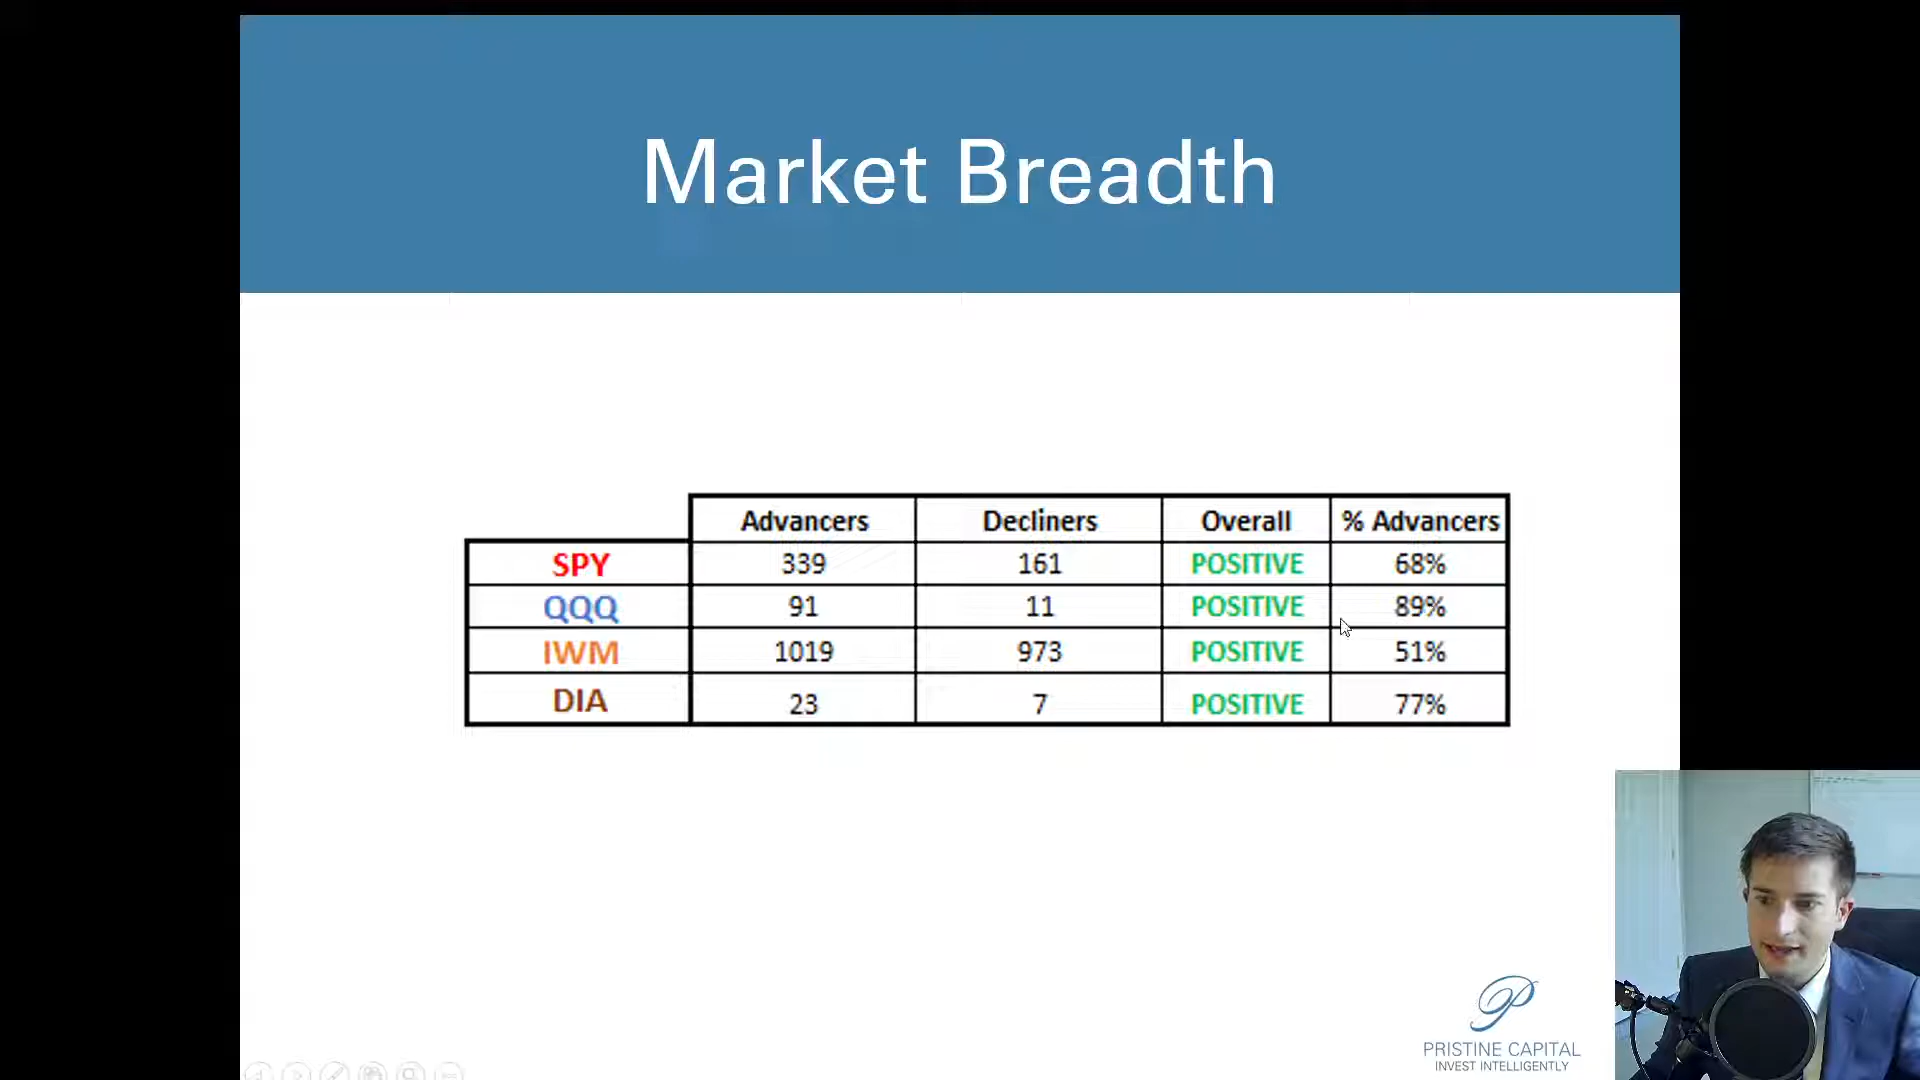 Market Breadth
Advancers Decliners Overall % Advancers
SPY 339 161 POSITIVE 68%
QQQ 91 11 POSITIVE 89%
IWM 1019 973 POSITIVE 51%
DIA 23 7 POSITIVE 77%
PRISTINE CAPITAL
INVEST INTELLIGENTLY